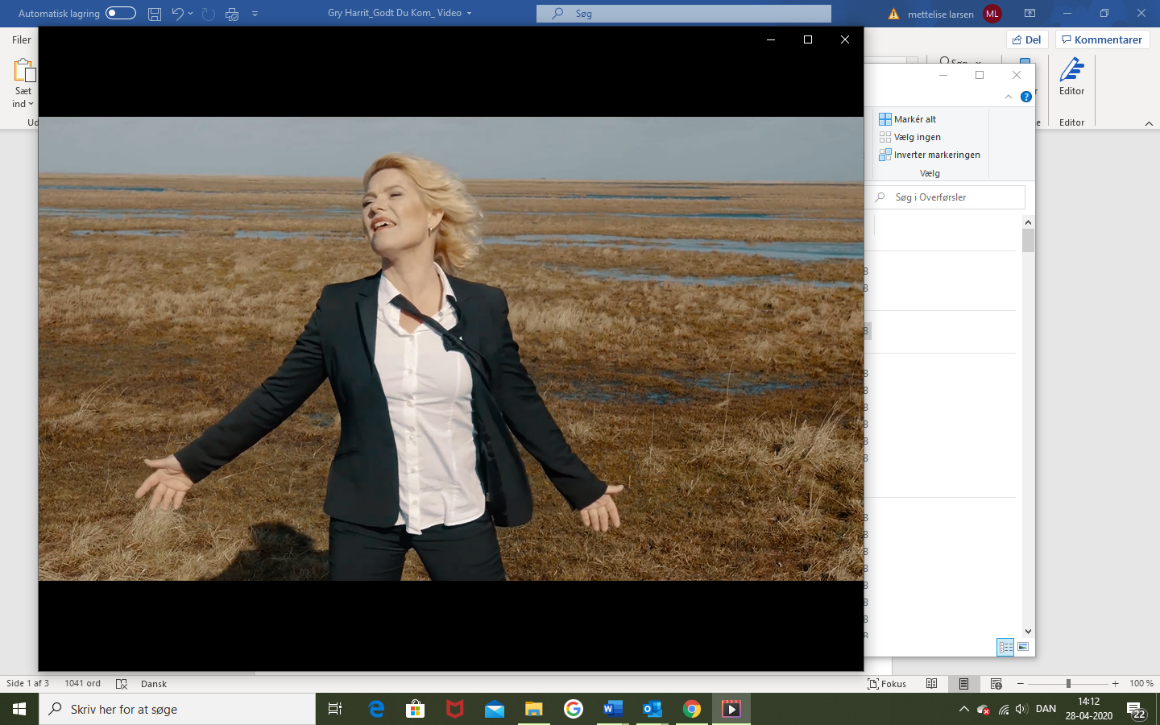 Automatisk lagring
Gry Harrit_Godt Du Kom_ Video
Søg
mettelise larsen
ML
Filer
Del
Kommentarer
Sæt
ind
Editor
Editor
Markér alt
Vælg ingen
Inverter markeringen
Vælg
Søg i Overførsler
Side 1 af 3
1041 ord
Dansk
Fokus
100 %
Skriv her for at søge
DAN
14:12
28-04-2020
22